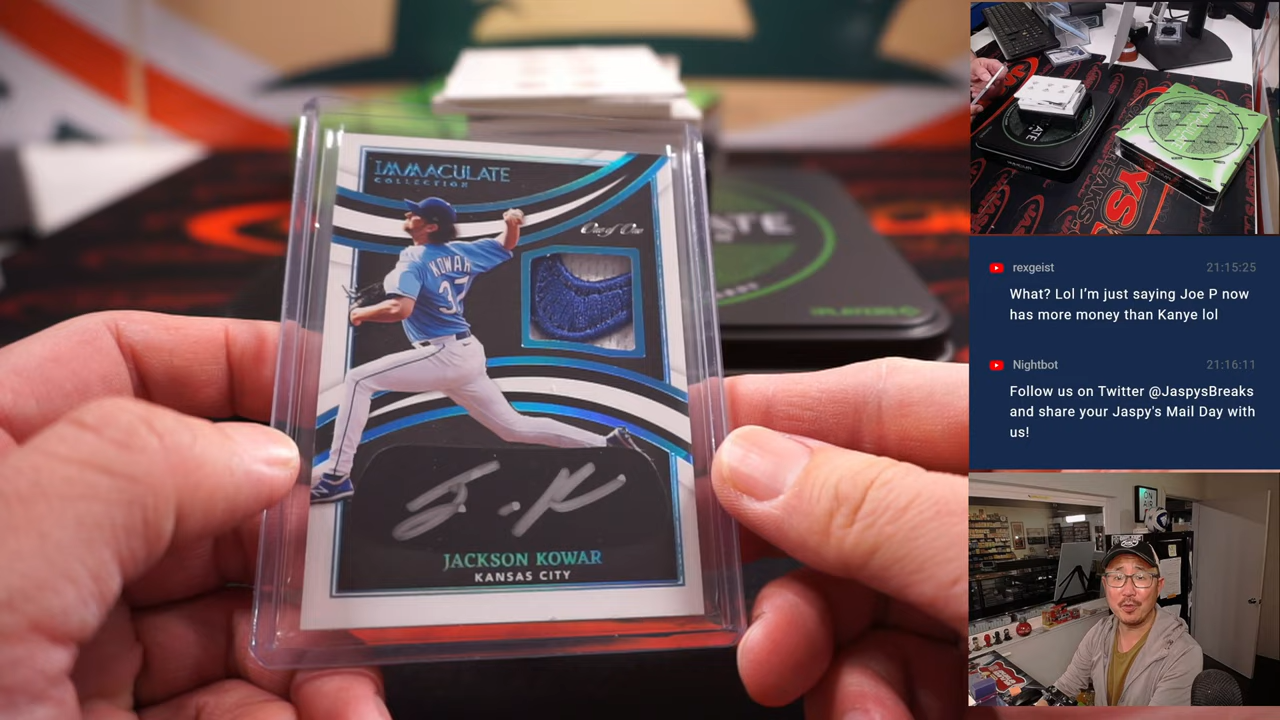 IMMACULATE
COLLECTION
One of One
KOWAR
37
JACKSON KOWAR
KANSAS CITY
rexgeist
21:15:25
What? Lol I'm just saying Joe P now
has more money than Kanye lol
Nightbot
21:16:11
Follow us on Twitter @JaspysBreaks
and share your Jaspy's Mail Day with
us!
ON
AIR